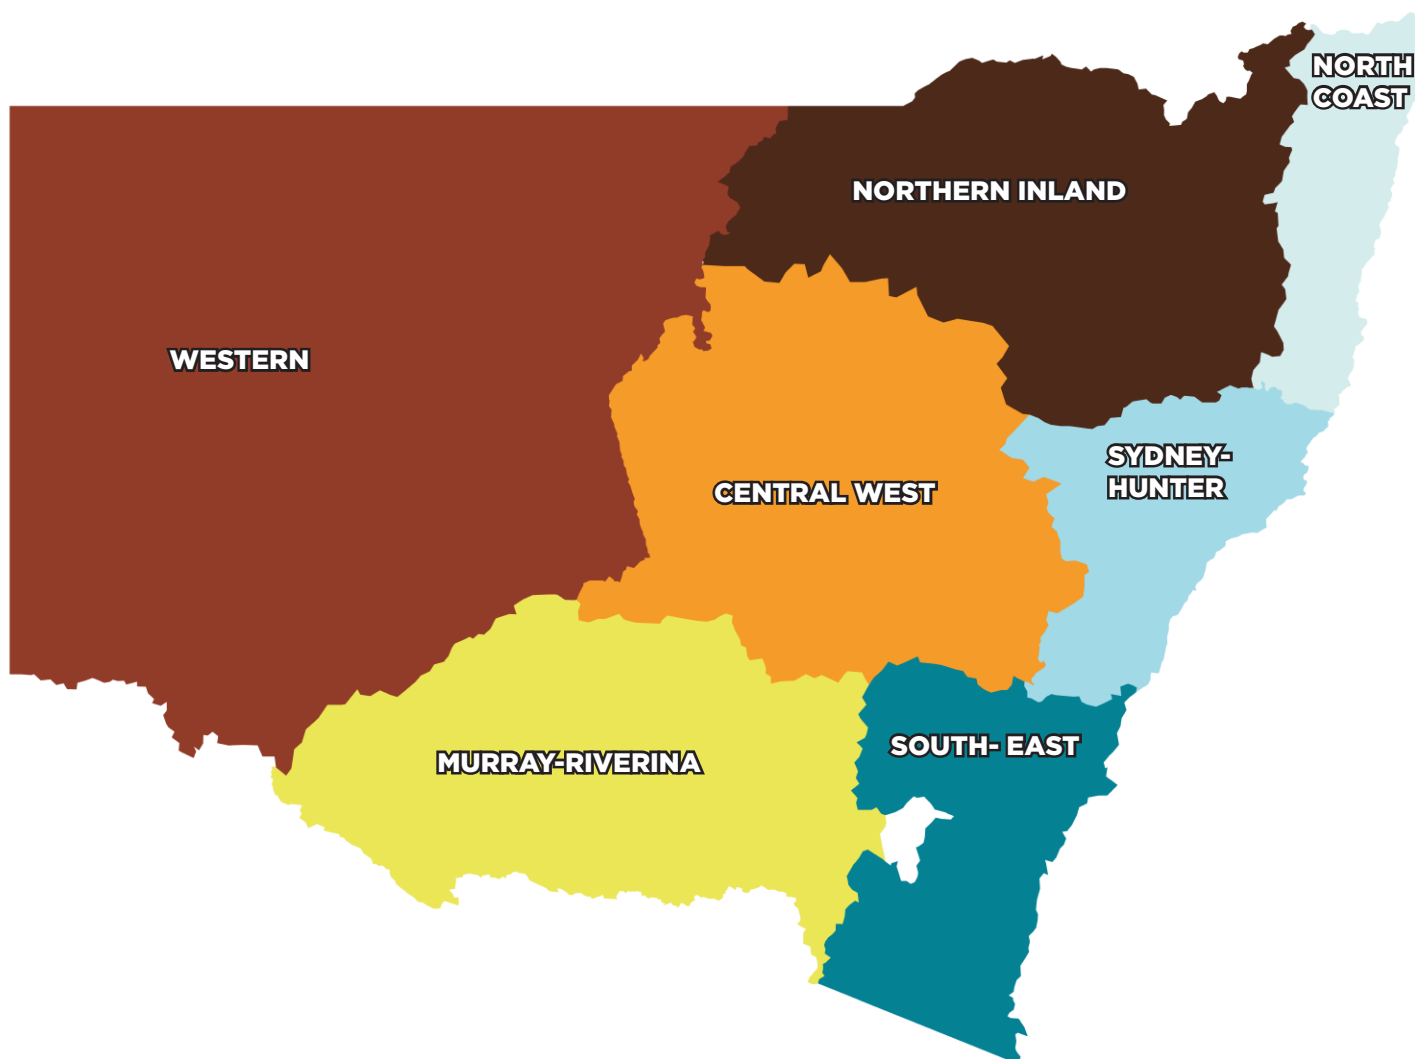 NORTH
COAST
NORTHERN INLAND
WESTERN
SYDNEY-
HUNTER
CENTRAL WEST
SOUTH- EAST
MURRAY-RIVERINA